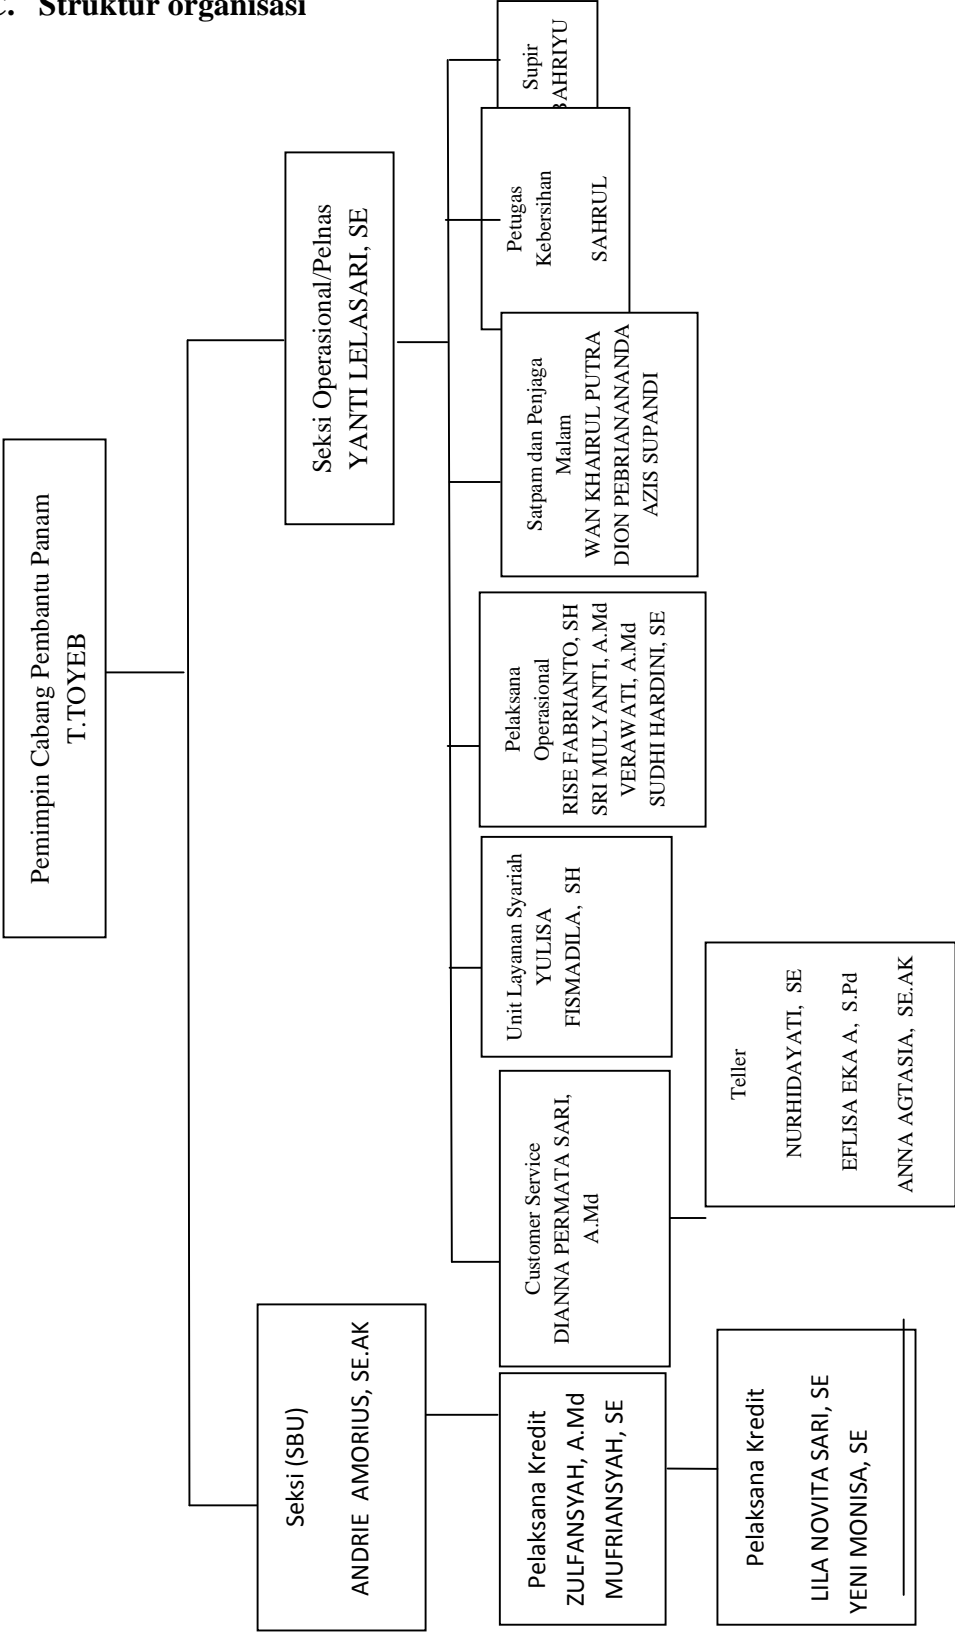 Struktur organisasi
Pemimpin Cabang Pembantu Panam
T.TOYEB
Seksi (SBU)
ANDRIE AMORIUS, SE.AK
Seksi Operasional/Pelnas
YANTI LELASARI, SE
Pelaksana Kredit
ZULFANSYAH, A.Md
MUFRIANSYAH, SE
Pelaksana Kredit
LILA NOVITA SARI, SE
YENI MONISA, SE
Customer Service
DIANNA PERMATA SARI,
A.Md
Teller
NURHIDAYATI, SE
EFLISA EKA A, S.Pd
ANNA AGTASIA, SE.AK
Unit Layanan Syariah
YULISA
FISMADILA, SH
Pelaksana
Operasional
RISE FABRIANTO, SH
SRI MULYANTI, A.Md
VERAWATI, A.Md
SUDHI HARDINI, SE
Satpam dan Penjaga
Malam
WAN KHAIRUL PUTRA
DION PEBRIANANANDA
AZIS SUPANDI
Petugas
Kebersihan
SAHRUL
Supir